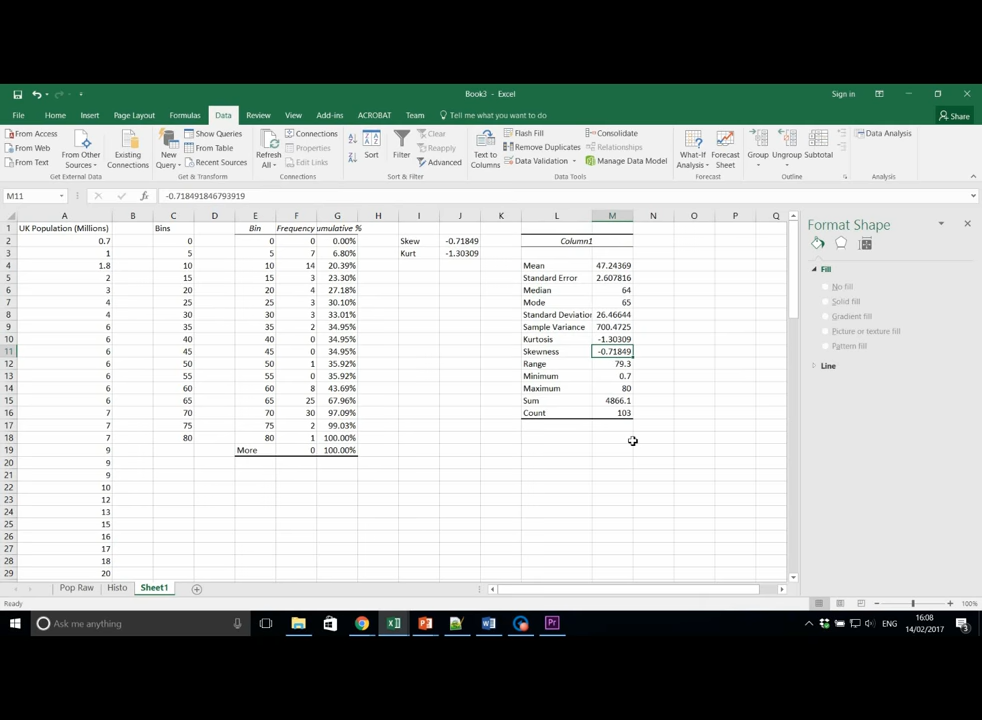 Book3 - Excel
Sign in
File Home Insert Page Layout Formulas Data Review View Add-ins ACROBAT Team Tell me what you want to do Share
From Access
From Web
From Text
From Other Sources
Existing Connections
Get External Data
New Query
Show Queries
From Table
Recent Sources
Get & Transform
Refresh All
Connections
Properties
Edit Links
Connections
Sort
Filter
Clear
Reapply
Advanced
Sort & Filter
Text to Columns
Flash Fill
Remove Duplicates
Data Validation
Consolidate
Relationships
Manage Data Model
Data Tools
What-If Analysis
Forecast Sheet
Forecast
Group
Ungroup
Subtotal
Outline
Data Analysis
Analysis
M11 fx -0.718491846793919
A B C D E F G H I J K L M N O P Q
1 UK Population (Millions) Bins Bin Frequency umulative %
2 0.7 0 0 0 0.00% Skew -0.71849 Column1
3 1 5 5 7 6.80% Kurt -1.30309
4 1.8 10 10 14 20.39% Mean 47.24369
5 2 15 15 3 23.30% Standard Error 2.607816
6 3 20 20 4 27.18% Median 64
7 4 25 25 3 30.10% Mode 65
8 4 30 30 3 33.01% Standard Deviation 26.46644
9 6 35 35 2 34.95% Sample Variance 700.4725
10 6 40 40 0 34.95% Kurtosis -1.30309
11 6 45 45 0 34.95% Skewness -0.71849
12 6 50 50 1 35.92% Range 79.3
13 6 55 55 0 35.92% Minimum 0.7
14 6 60 60 8 43.69% Maximum 80
15 6 65 65 25 67.96% Sum 4866.1
16 7 70 70 30 97.09% Count 103
17 7 75 75 2 99.03%
18 7 80 80 1 100.00%
19 9 More 0 100.00%
20 9
21 9
22 10
23 12
24 13
25 15
26 16
27 17
28 18
29 20
Format Shape
Fill
No fill
Solid fill
Gradient fill
Picture or texture fill
Pattern fill
Line
Pop Raw Histo Sheet1
Ready 100%
Ask me anything
ENG
16:08
14/02/2017
3